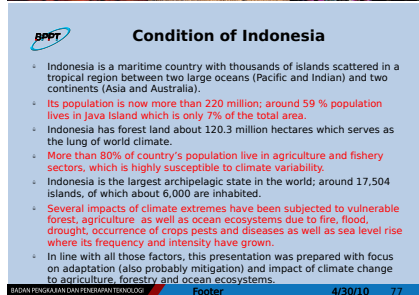 BPPT
Condition of Indonesia
Indonesia is a maritime country with thousands of islands scattered in a
tropical region between two large oceans (Pacific and Indian) and two
continents (Asia and Australia).
Its population is now more than 220 million; around 59 % population
lives in Java Island which is only 7% of the total area.
Indonesia has forest land about 120.3 million hectares which serves as
the lung of world climate.
More than 80% of country's population live in agriculture and fishery
sectors, which is highly susceptible to climate variability.
Indonesia is the largest archipelagic state in the world; around 17,504
islands, of which about 6,000 are inhabited.
Several impacts of climate extremes have been subjected to vulnerable
forest, agriculture as well as ocean ecosystems due to fire, flood,
drought, occurrence of crops pests and diseases as well as sea level rise
where its frequency and intensity have grown.
In line with all those factors, this presentation was prepared with focus
on adaptation (also probably mitigation) and impact of climate change
to agriculture, forestry and ocean ecosystems.
BADAN PENGKAJIAN DAN PENERAPAN TEKNOLOGI Footer 4/30/10 77